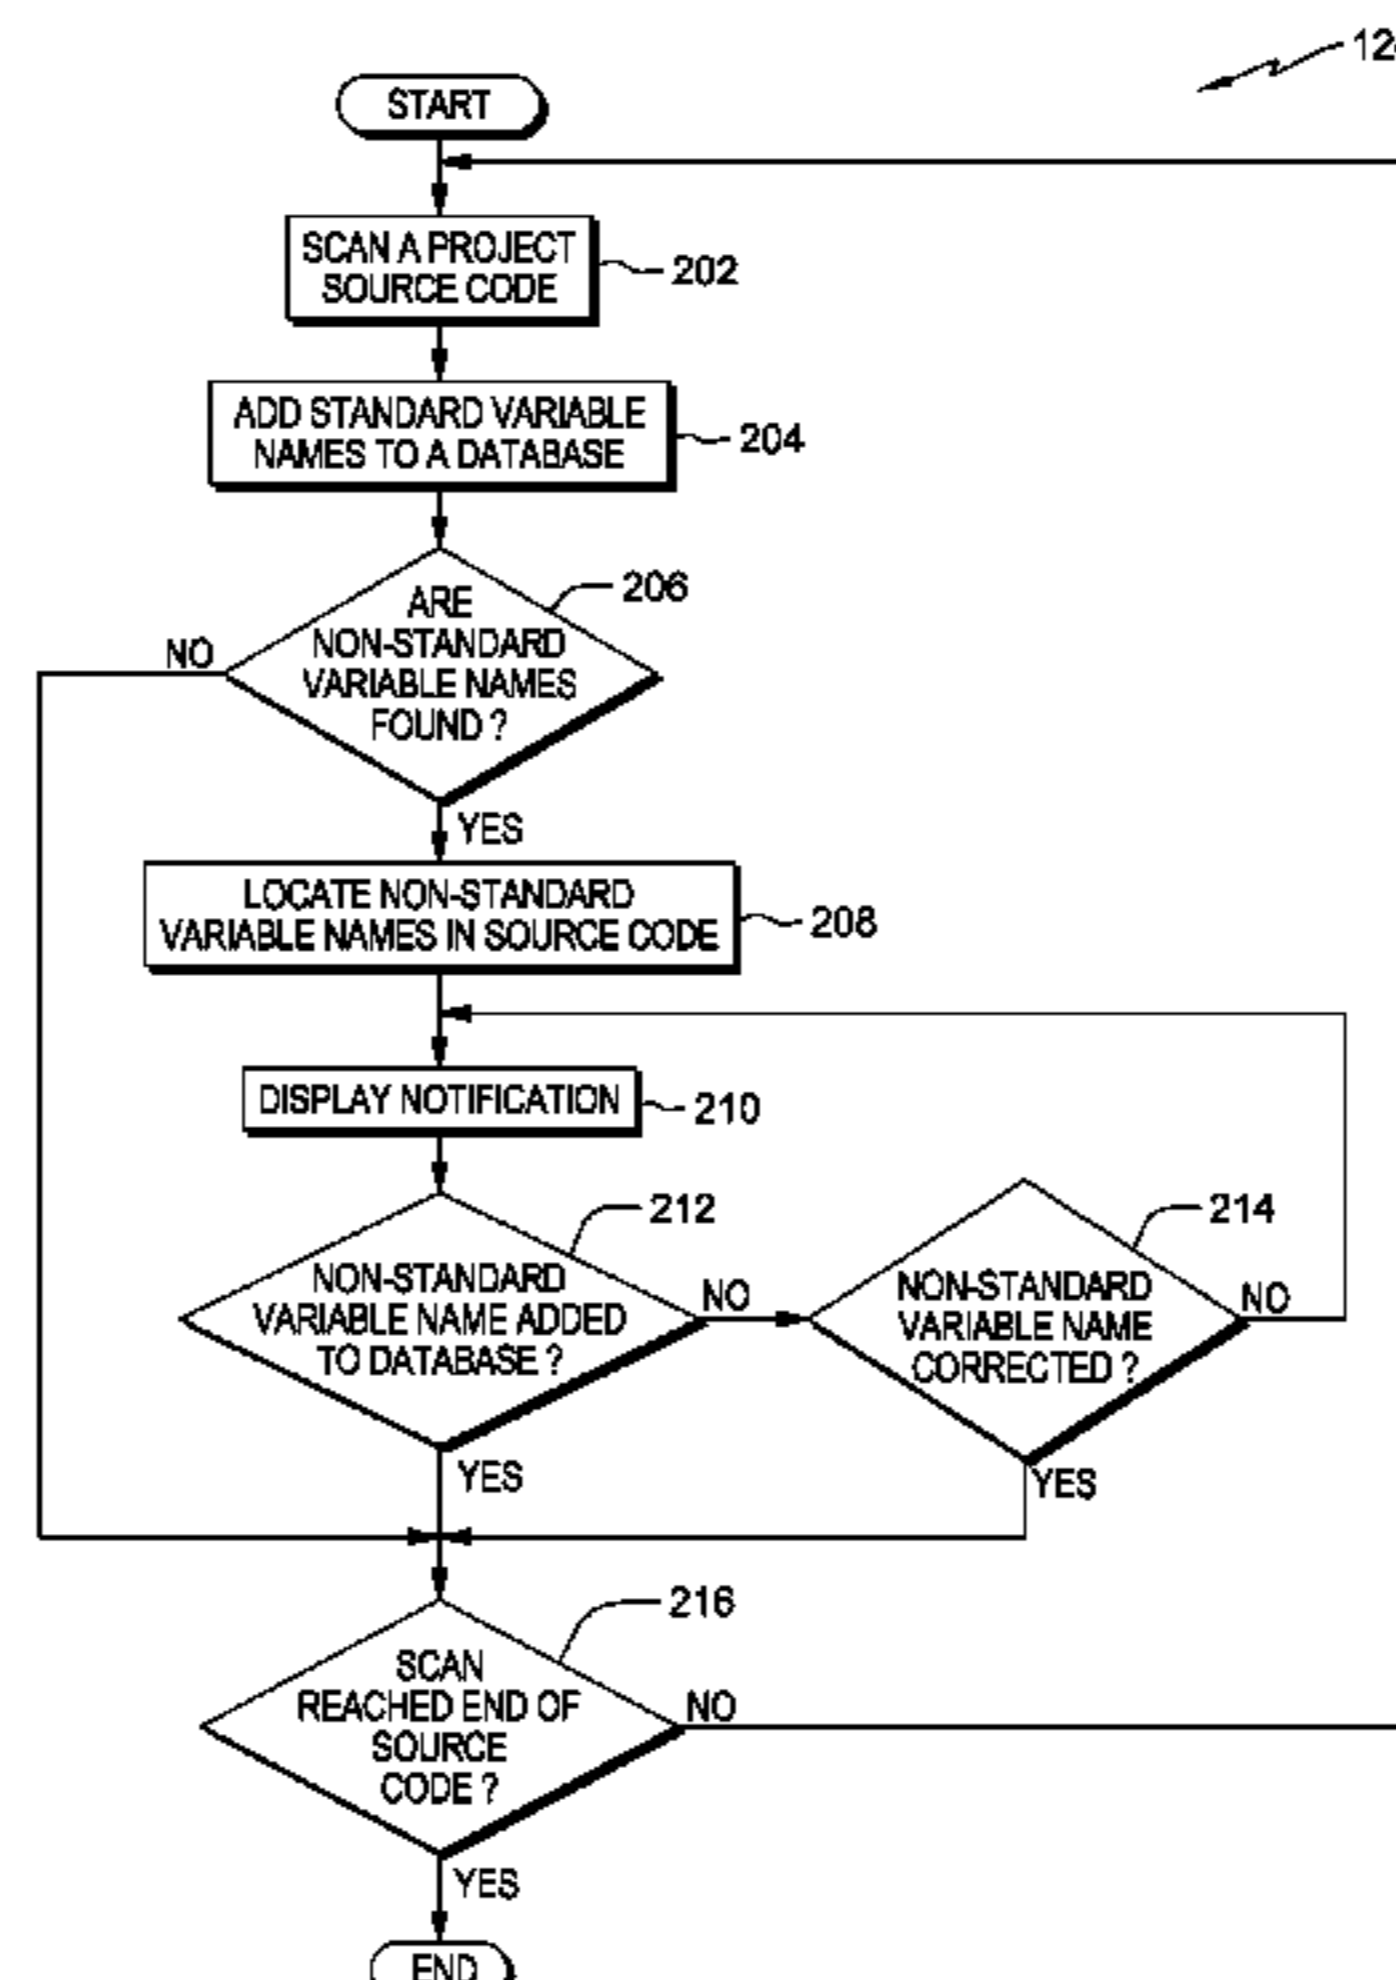 12
START
SCAN A PROJECT
SOURCE CODE
202
ADD STANDARD VARIABLE
NAMES TO A DATABASE
204
206
ARE
NON-STANDARD
VARIABLE NAMES
FOUND ?
NO
YES
LOCATE NON-STANDARD
VARIABLE NAMES IN SOURCE CODE
208
DISPLAY NOTIFICATION
210
212
NON-STANDARD
VARIABLE NAME ADDED
TO DATABASE ?
NO
YES
214
NON-STANDARD
VARIABLE NAME
CORRECTED ?
NO
YES
216
SCAN
REACHED END OF
SOURCE
CODE ?
NO
YES
END